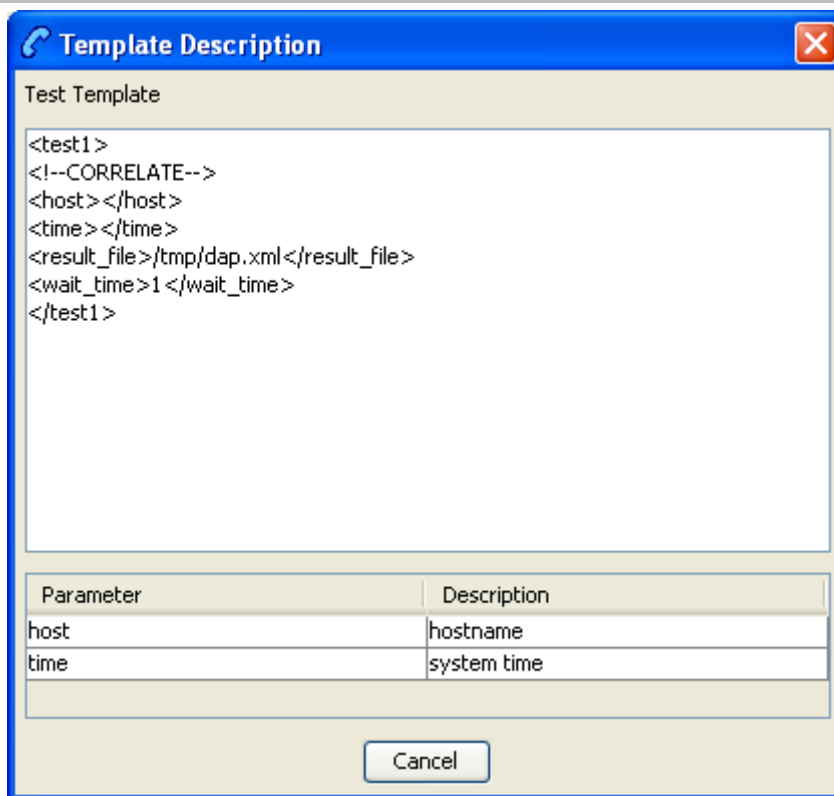 Template Description
Test Template
<test1>
<!--CORRELATE-->
<host></host>
<time></time>
<result_file>/tmp/dap.xml</result_file>
<wait_time>1</wait_time>
</test1>
Parameter Description
host hostname
time system time
Cancel